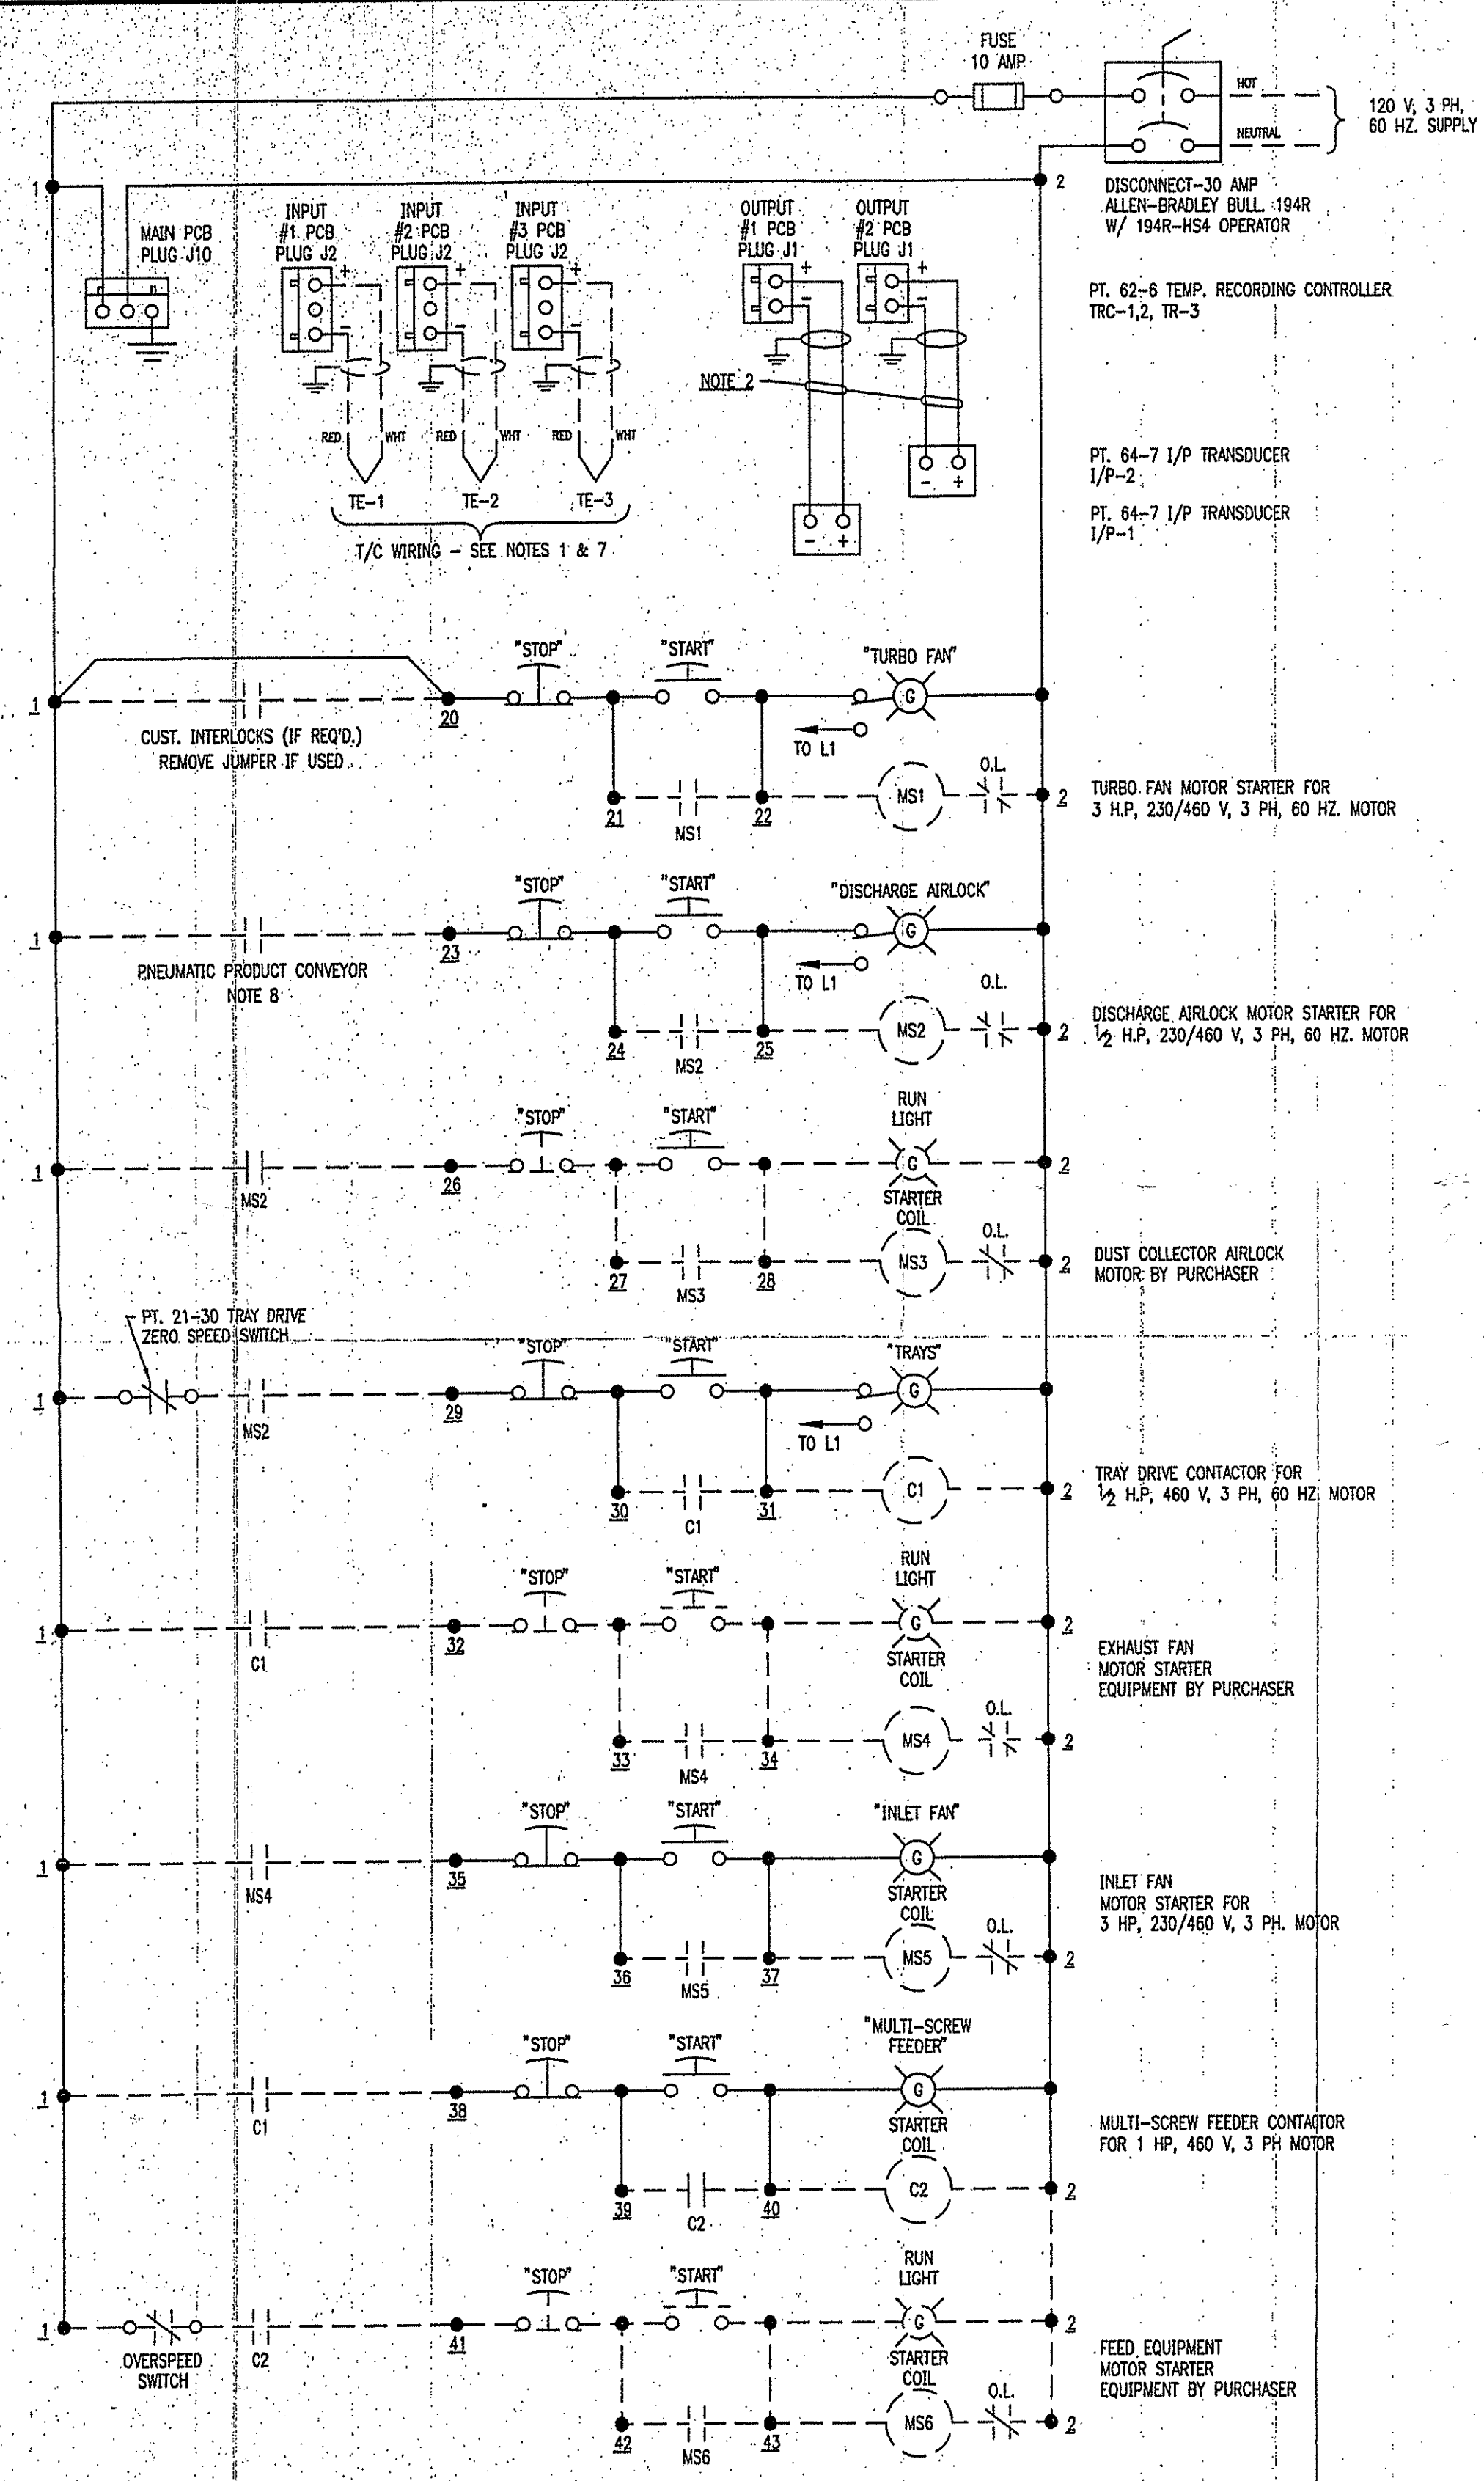 FUSE
10 AMP
HOT
NEUTRAL
120 V, 3 PH,
60 HZ. SUPPLY
1
2
DISCONNECT-30 AMP
ALLEN-BRADLEY BULL. 194R
W/ 194R-HS4 OPERATOR
MAIN PCB
PLUG J10
INPUT
#1 PCB
PLUG J2
INPUT
#2 PCB
PLUG J2
INPUT
#3 PCB
PLUG J2
OUTPUT
#1 PCB
PLUG J1
OUTPUT
#2 PCB
PLUG J1
+ + + + +
- - - - -
PT. 62-6 TEMP. RECORDING CONTROLLER
TRC-1,2, TR-3
NOTE 2
RED WHT RED WHT RED WHT
TE-1 TE-2 TE-3
T/C WIRING - SEE NOTES 1 & 7
- +
PT. 64-7 I/P TRANSDUCER
I/P-2
- +
PT. 64-7 I/P TRANSDUCER
I/P-1
"STOP" "START" "TURBO FAN"
1 20 G
CUST. INTERLOCKS (IF REQ'D.)
REMOVE JUMPER IF USED
TO L1
O.L.
21 MS1 22 MS1 2
TURBO FAN MOTOR STARTER FOR
3 H.P, 230/460 V, 3 PH, 60 HZ. MOTOR
"STOP" "START" "DISCHARGE AIRLOCK"
1 23 G
PNEUMATIC PRODUCT CONVEYOR
NOTE 8
TO L1
O.L.
24 MS2 25 MS2 2
DISCHARGE AIRLOCK MOTOR STARTER FOR
1/2 H.P, 230/460 V, 3 PH, 60 HZ. MOTOR
"STOP" "START" RUN
LIGHT
1 MS2 26 G 2
STARTER
COIL
O.L.
27 MS3 28 MS3 2
DUST COLLECTOR AIRLOCK
MOTOR BY PURCHASER
PT. 21-30 TRAY DRIVE
ZERO SPEED SWITCH
"STOP" "START" "TRAYS"
1 MS2 29 G
TO L1
30 C1 31 C1 2
TRAY DRIVE CONTACTOR FOR
1/2 H.P, 460 V, 3 PH, 60 HZ. MOTOR
"STOP" "START" RUN
LIGHT
1 C1 32 G 2
STARTER
COIL
O.L.
33 MS4 34 MS4 2
EXHAUST FAN
MOTOR STARTER
EQUIPMENT BY PURCHASER
"STOP" "START" "INLET FAN"
1 MS4 35 G
STARTER
COIL
O.L.
36 MS5 37 MS5 2
INLET FAN
MOTOR STARTER FOR
3 HP, 230/460 V, 3 PH. MOTOR
"STOP" "START" "MULTI-SCREW
FEEDER"
1 C1 38 G
STARTER
COIL
39 C2 40 C2 2
MULTI-SCREW FEEDER CONTACTOR
FOR 1 HP, 460 V, 3 PH MOTOR
"STOP" "START" RUN
LIGHT
1 C2 41 G 2
OVERSPEED
SWITCH
STARTER
COIL
O.L.
42 MS6 43 MS6 2
FEED EQUIPMENT
MOTOR STARTER
EQUIPMENT BY PURCHASER